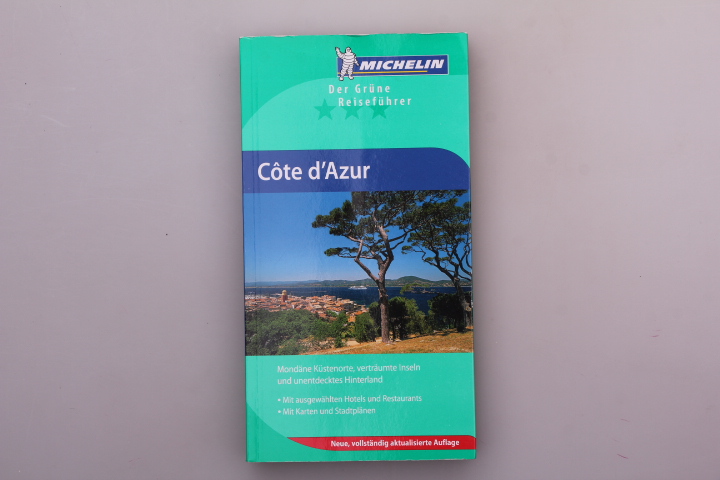 MICHELIN
Der Grüne
Reiseführer
Côte d'Azur
Mondäne Küstenorte, verträumte Inseln
und unentdecktes Hinterland
• Mit ausgewählten Hotels und Restaurants
• Mit Karten und Stadtplänen
Neue, vollständig aktualisierte Auflage